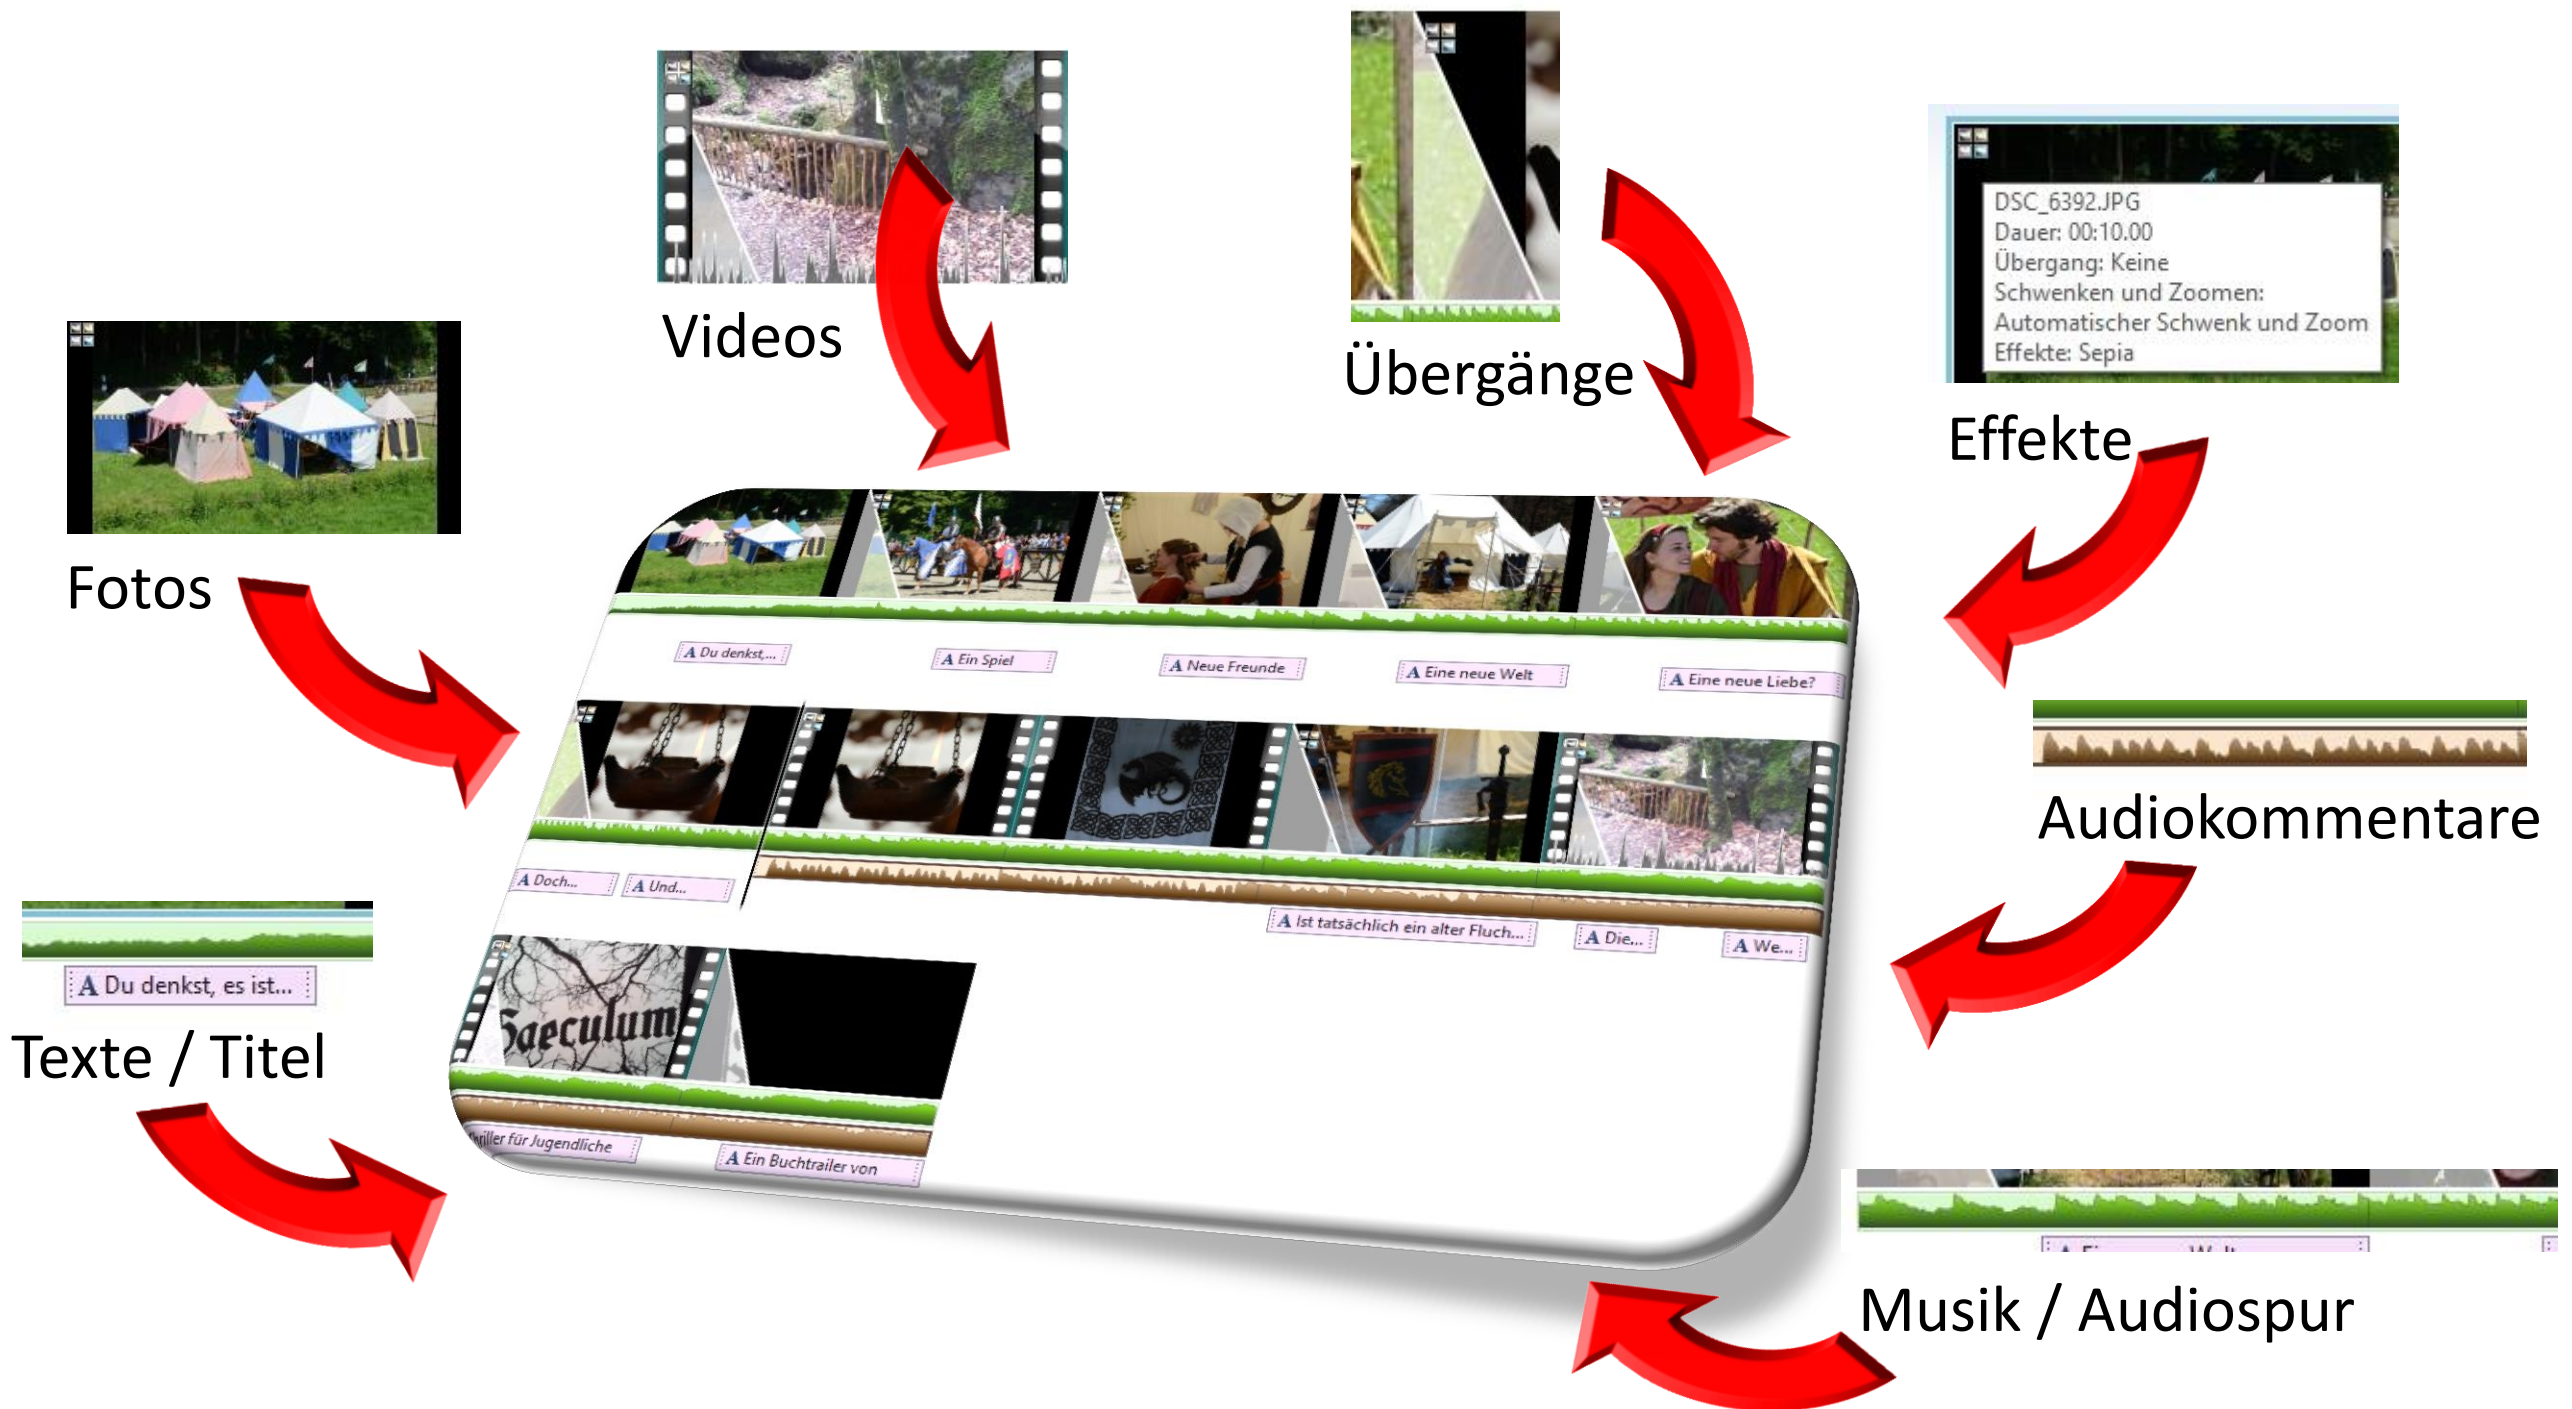 Videos
Übergänge
DSC_6392.JPG
Dauer: 00:10.00
Übergang: Keine
Schwenken und Zoomen:
Automatischer Schwenk und Zoom
Effekte: Sepia
Effekte
Fotos
A Du denkst,...
A Ein Spiel
A Neue Freunde
A Eine neue Welt
A Eine neue Liebe?
Audiokommentare
A Doch...
A Und...
A Ist tatsächlich ein alter Fluch...
A Die...
A We...
A Du denkst, es ist...
Texte / Titel
Saeculum
für Jugendliche
A Ein Buchtrailer von
Musik / Audiospur